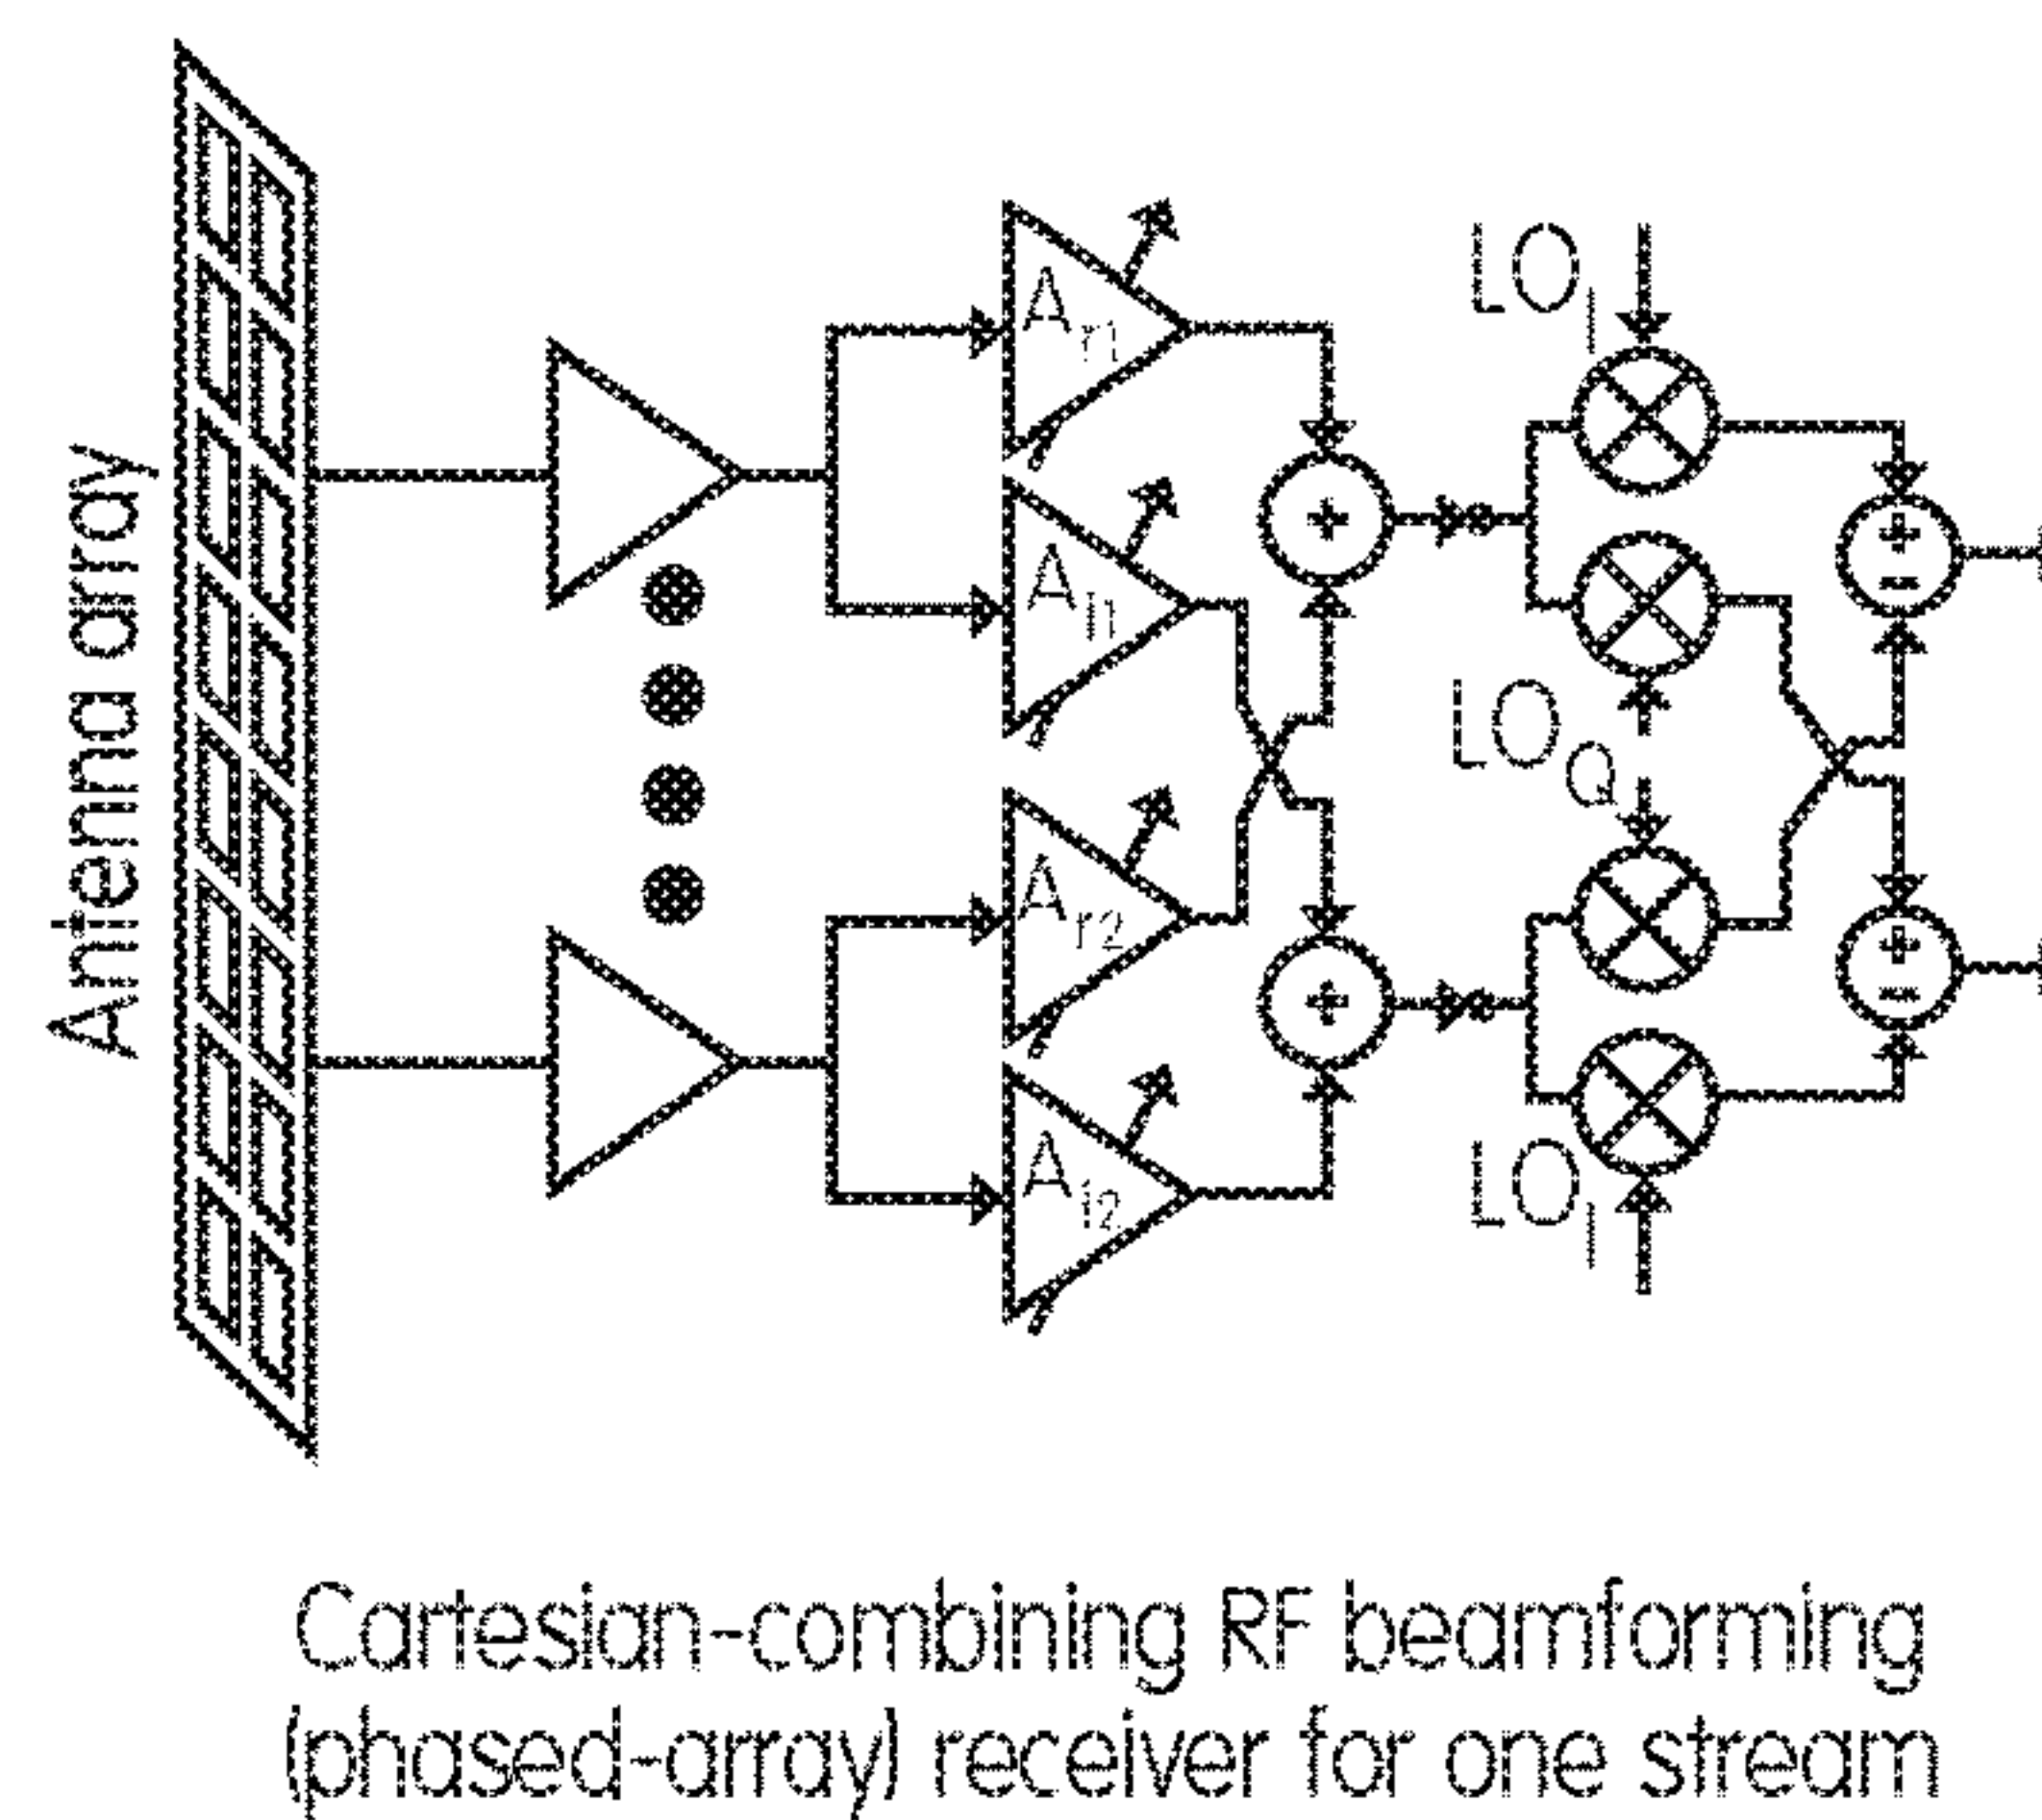 Antenna array
A_r1
A_i1
A_r2
A_i2
LO_I
LO_Q
LO_I
+
+
+
−
+
−
Cartesian-combining RF beamforming
(phased-array) receiver for one stream